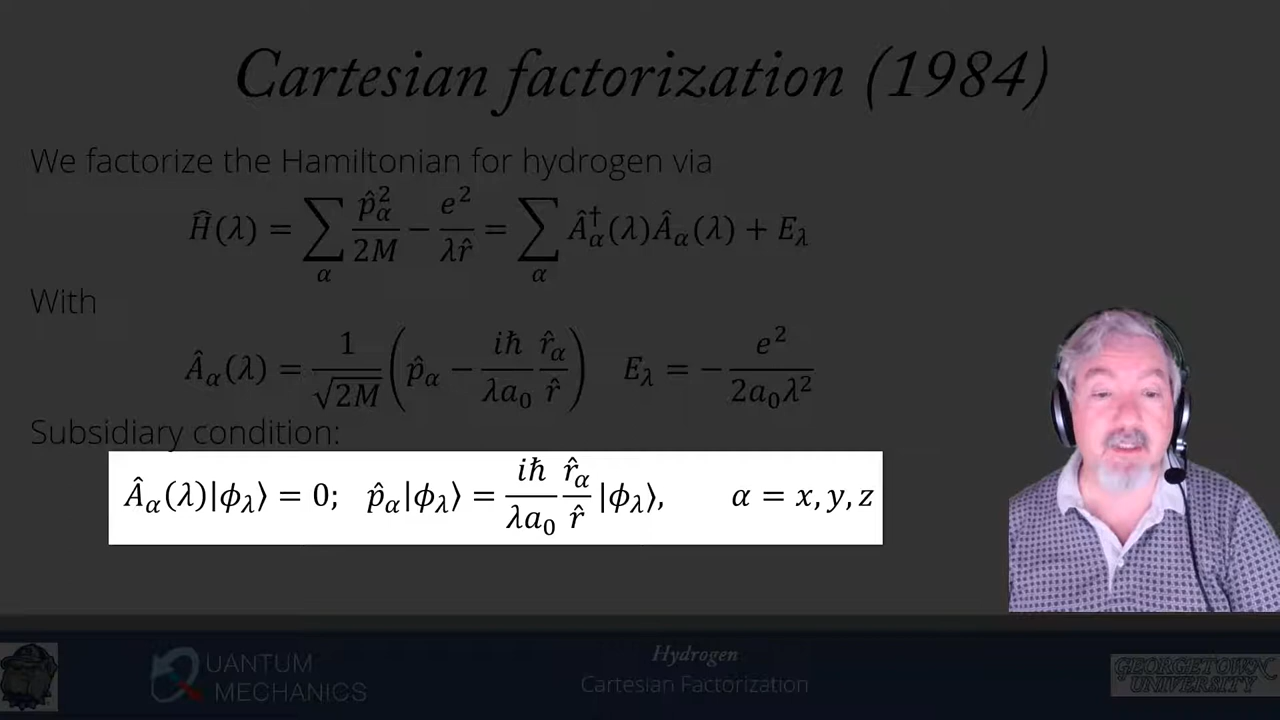 Cartesian factorization (1984)
We factorize the Hamiltonian for hydrogen via
Ĥ(λ) = ∑_α p̂_α²/2M − e²/λr̂ = ∑_α Â_α†(λ)Â_α(λ) + E_λ
With
Â_α(λ) = 1/√2M (p̂_α − iħ/λa₀ r̂_α/r̂) E_λ = − e²/2a₀λ²
Subsidiary condition:
Â_α(λ)|ϕ_λ⟩ = 0; p̂_α|ϕ_λ⟩ = iħ/λa₀ r̂_α/r̂ |ϕ_λ⟩, α = x, y, z
QUANTUM
MECHANICS
Hydrogen
Cartesian Factorization
GEORGETOWN
UNIVERSITY